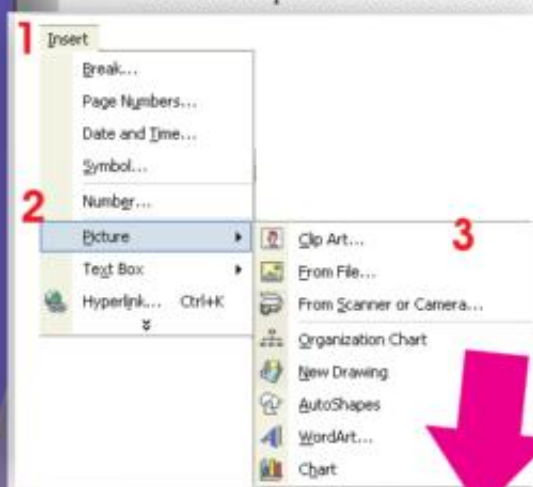 1
Insert
Break...
Page Numbers...
Date and Time...
Symbol...
2
Number...
Picture
Text Box
Hyperlink... Ctrl+K
3
Clip Art...
From File...
From Scanner or Camera...
Organization Chart
New Drawing
AutoShapes
WordArt...
Chart